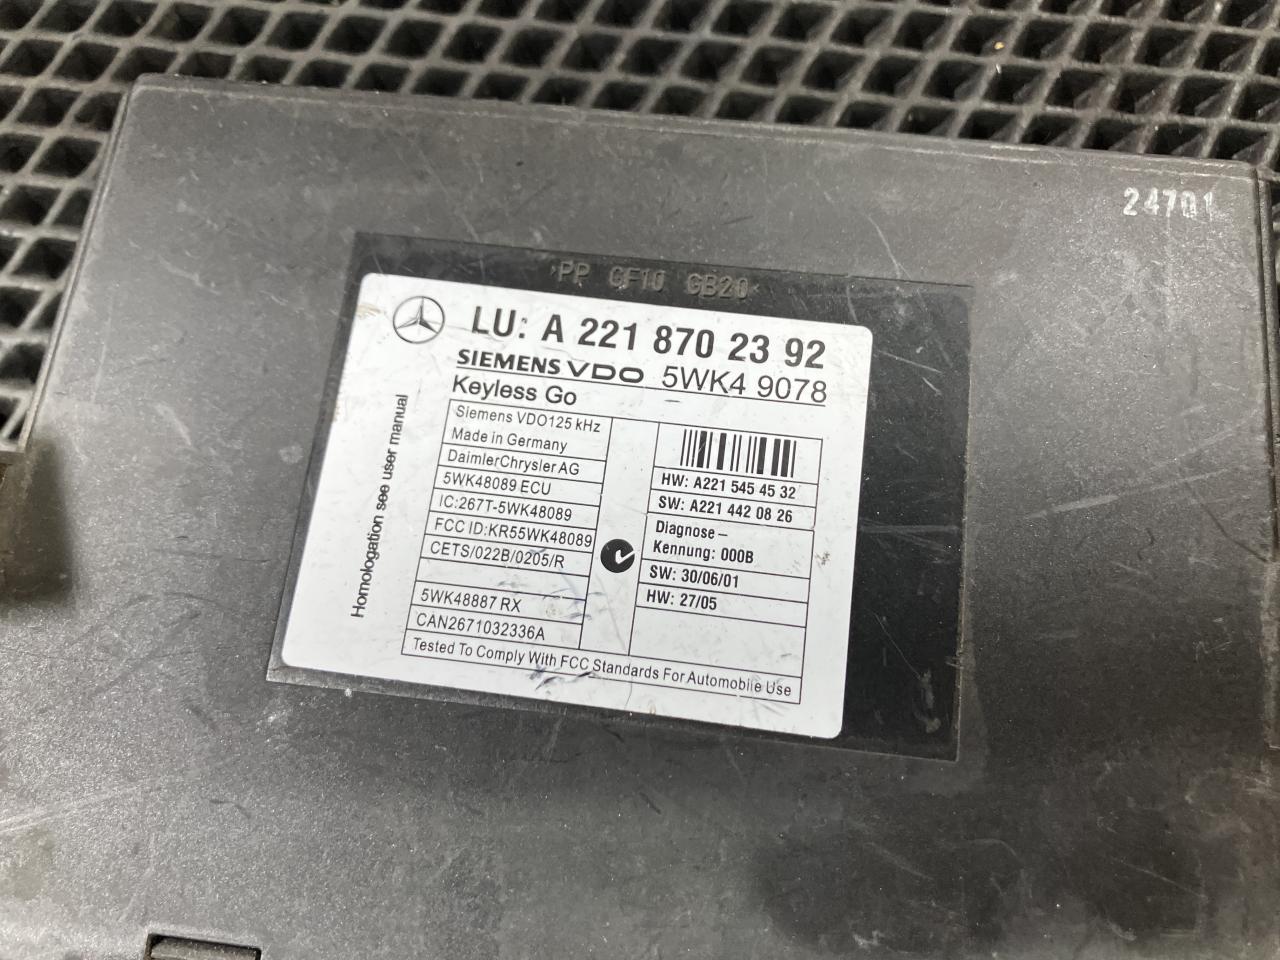 24701
>PP GF10 GB20<
LU: A 221 870 23 92
SIEMENS VDO 5WK4 9078
Keyless Go
Homologation see user manual
Siemens VDO125 kHz
Made in Germany
DaimlerChrysler AG
5WK48089 ECU
IC:267T-5WK48089
FCC ID:KR55WK48089
CETS/022B/0205/R
5WK48887 RX
CAN2671032336A
HW: A221 545 45 32
SW: A221 442 08 26
Diagnose –
Kennung: 000B
SW: 30/06/01
HW: 27/05
Tested To Comply With FCC Standards For Automobile Use